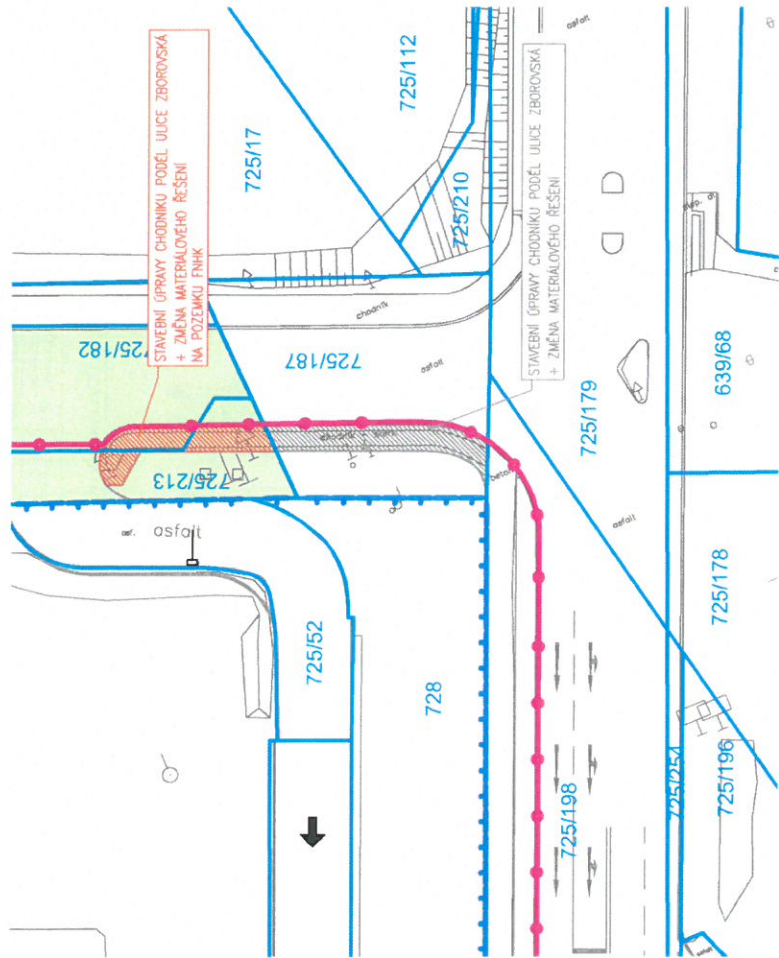 STAVEBNÍ ÚPRAVY CHODNÍKU PODÉL ULICE ZBOROVSKÁ
+ ZMĚNA MATERIÁLOVÉHO ŘEŠENÍ
NA POZEMKU FNHK
725/17
725/112
725/210
STAVEBNÍ ÚPRAVY CHODNÍKU PODÉL ULICE ZBOROVSKÁ
+ ZMĚNA MATERIÁLOVÉHO ŘEŠENÍ
asfalt
chodník
725/182
725/187
asfalt
725/179
639/68
725/213
beton
asf.
asfalt
asfalt
725/178
725/52
728
725/198
725/254
725/196